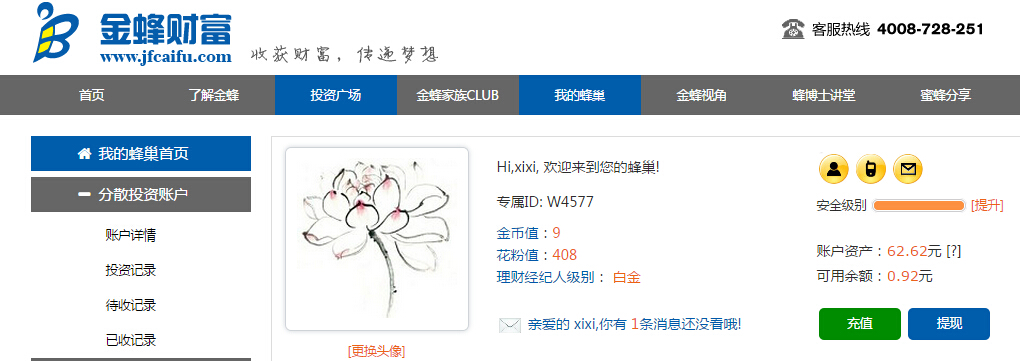 金蜂财富
www.jfcaifu.com
收获财富，传递梦想
客服热线 4008-728-251
首页 了解金蜂 投资广场 金蜂家族CLUB 我的蜂巢 金蜂视角 蜂博士讲堂 蜜蜂分享
我的蜂巢首页
分散投资账户
账户详情
投资记录
待收记录
已收记录
[更换头像]
Hi,xixi, 欢迎来到您的蜂巢!
专属ID: W4577
金币值：9
花粉值：408
理财经纪人级别： 白金
亲爱的 xixi,你有 1条消息还没看哦!
安全级别 [提升]
账户资产：62.62元 [?]
可用余额：0.92元
充值 提现